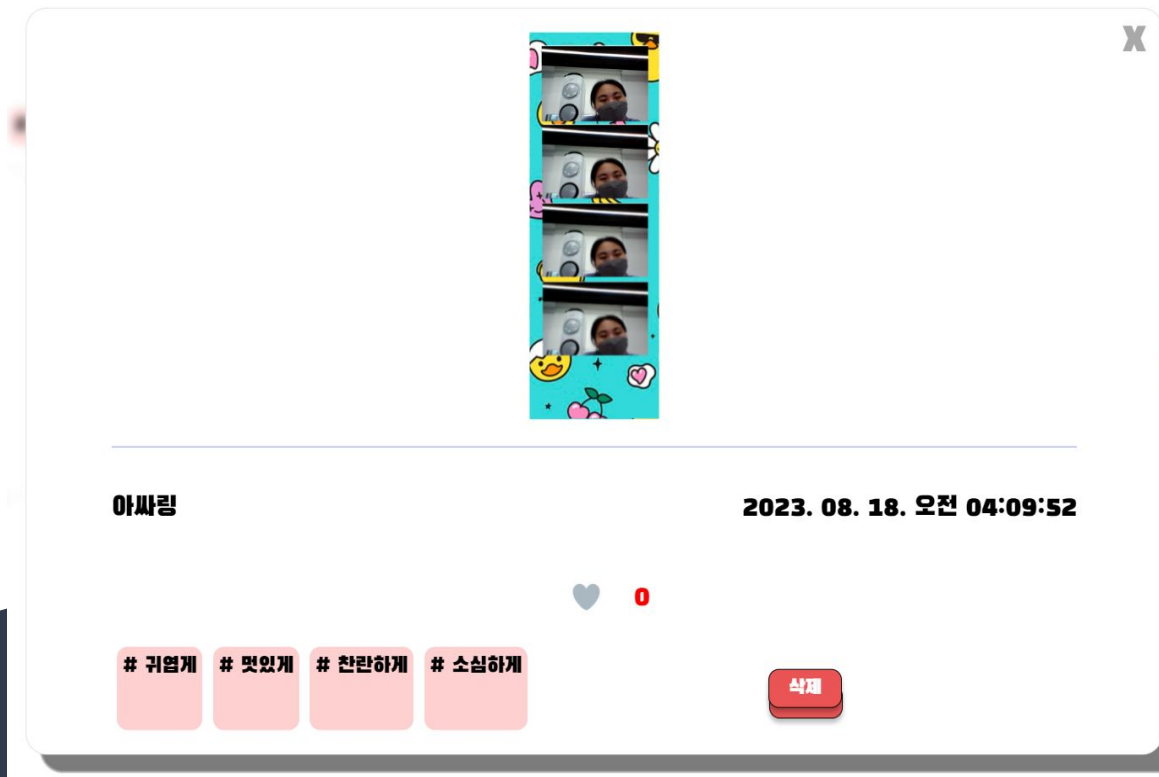 X
아싸링
2023. 08. 18. 오전 04:09:52
0
# 귀엽게 # 멋있게 # 찬란하게 # 소심하게
삭제